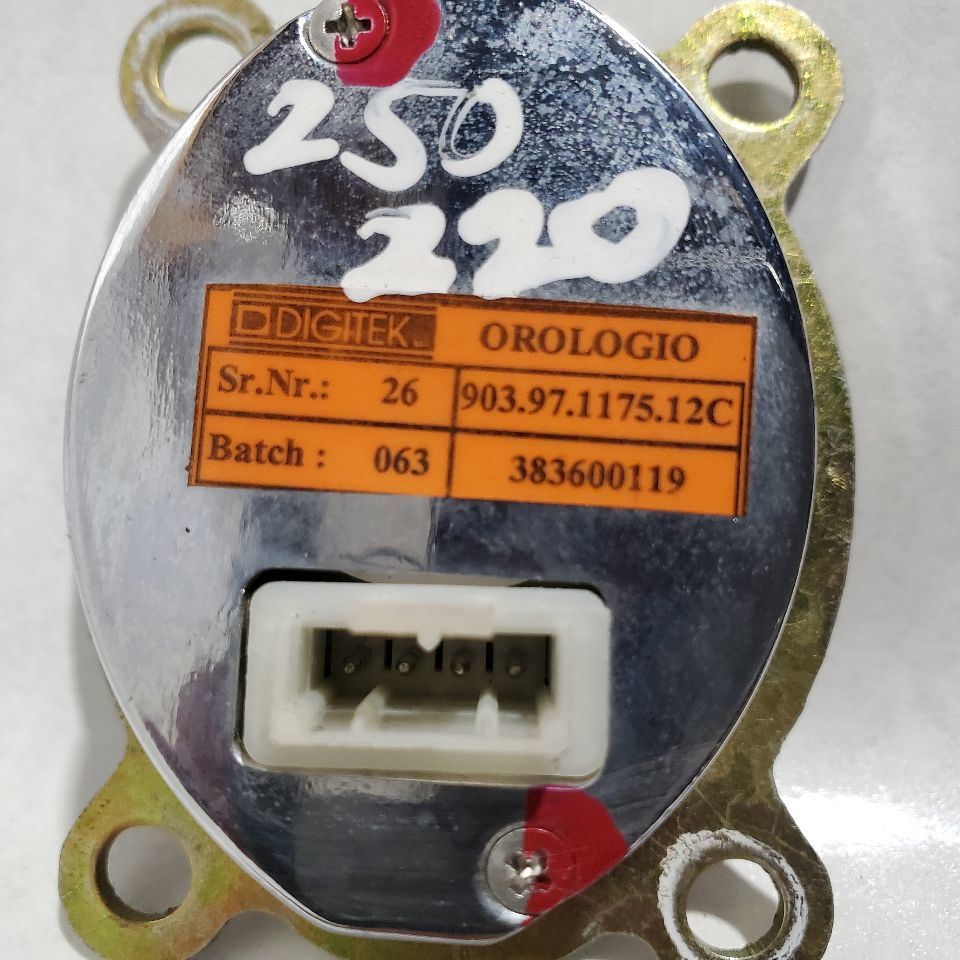 250
220
DIGITEK OROLOGIO
Sr.Nr.: 26 903.97.1175.12C
Batch : 063 383600119